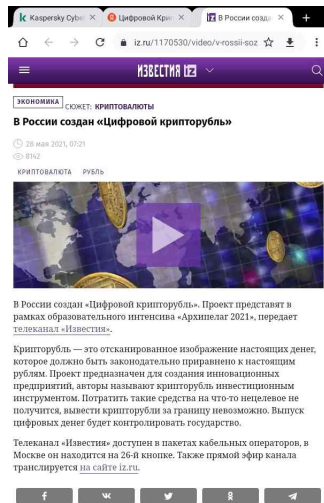 Kaspersky Cyber ×
Цифровой Кри ×
В России созда ×
iz.ru/1170530/video/v-rossii-soz
ИЗВЕСТИЯ IZ
ЭКОНОМИКА
СЮЖЕТ: КРИПТОВАЛЮТЫ
В России создан «Цифровой крипторубль»
28 мая 2021, 07:21
8142
КРИПТОВАЛЮТА РУБЛЬ
В России создан «Цифровой крипторубль». Проект представят в
рамках образовательного интенсива «Архипелаг 2021», передает
телеканал «Известия».
Крипторубль — это отсканированное изображение настоящих денег,
которое должно быть законодательно приравнено к настоящим
рублям. Проект предназначен для создания инновационных
предприятий, авторы называют крипторубль инвестиционным
инструментом. Потратить такие средства на что-то нецелевое не
получится, вывести крипторубли за границу невозможно. Выпуск
цифровых денег будет контролировать государство.
Телеканал «Известия» доступен в пакетах кабельных операторов, в
Москве он находится на 26-й кнопке. Также прямой эфир канала
транслируется на сайте iz.ru.